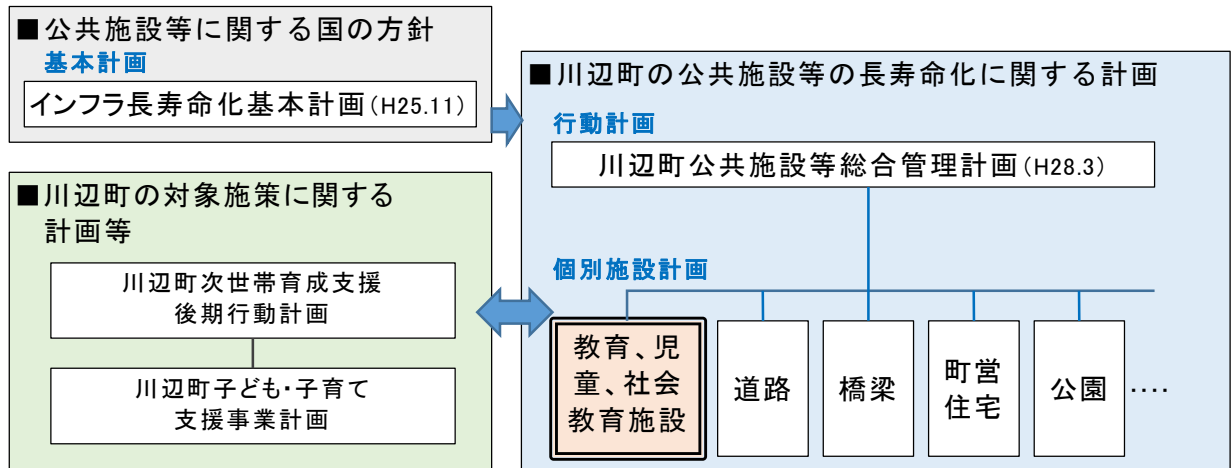 ■公共施設等に関する国の方針
基本計画
インフラ長寿命化基本計画(H25.11)
■川辺町の対象施策に関する
計画等
川辺町次世帯育成支援
後期行動計画
川辺町子ども・子育て
支援事業計画
■川辺町の公共施設等の長寿命化に関する計画
行動計画
川辺町公共施設等総合管理計画(H28.3)
個別施設計画
教育、児
童、社会
教育施設
道路
橋梁
町営
住宅
公園
‥‥